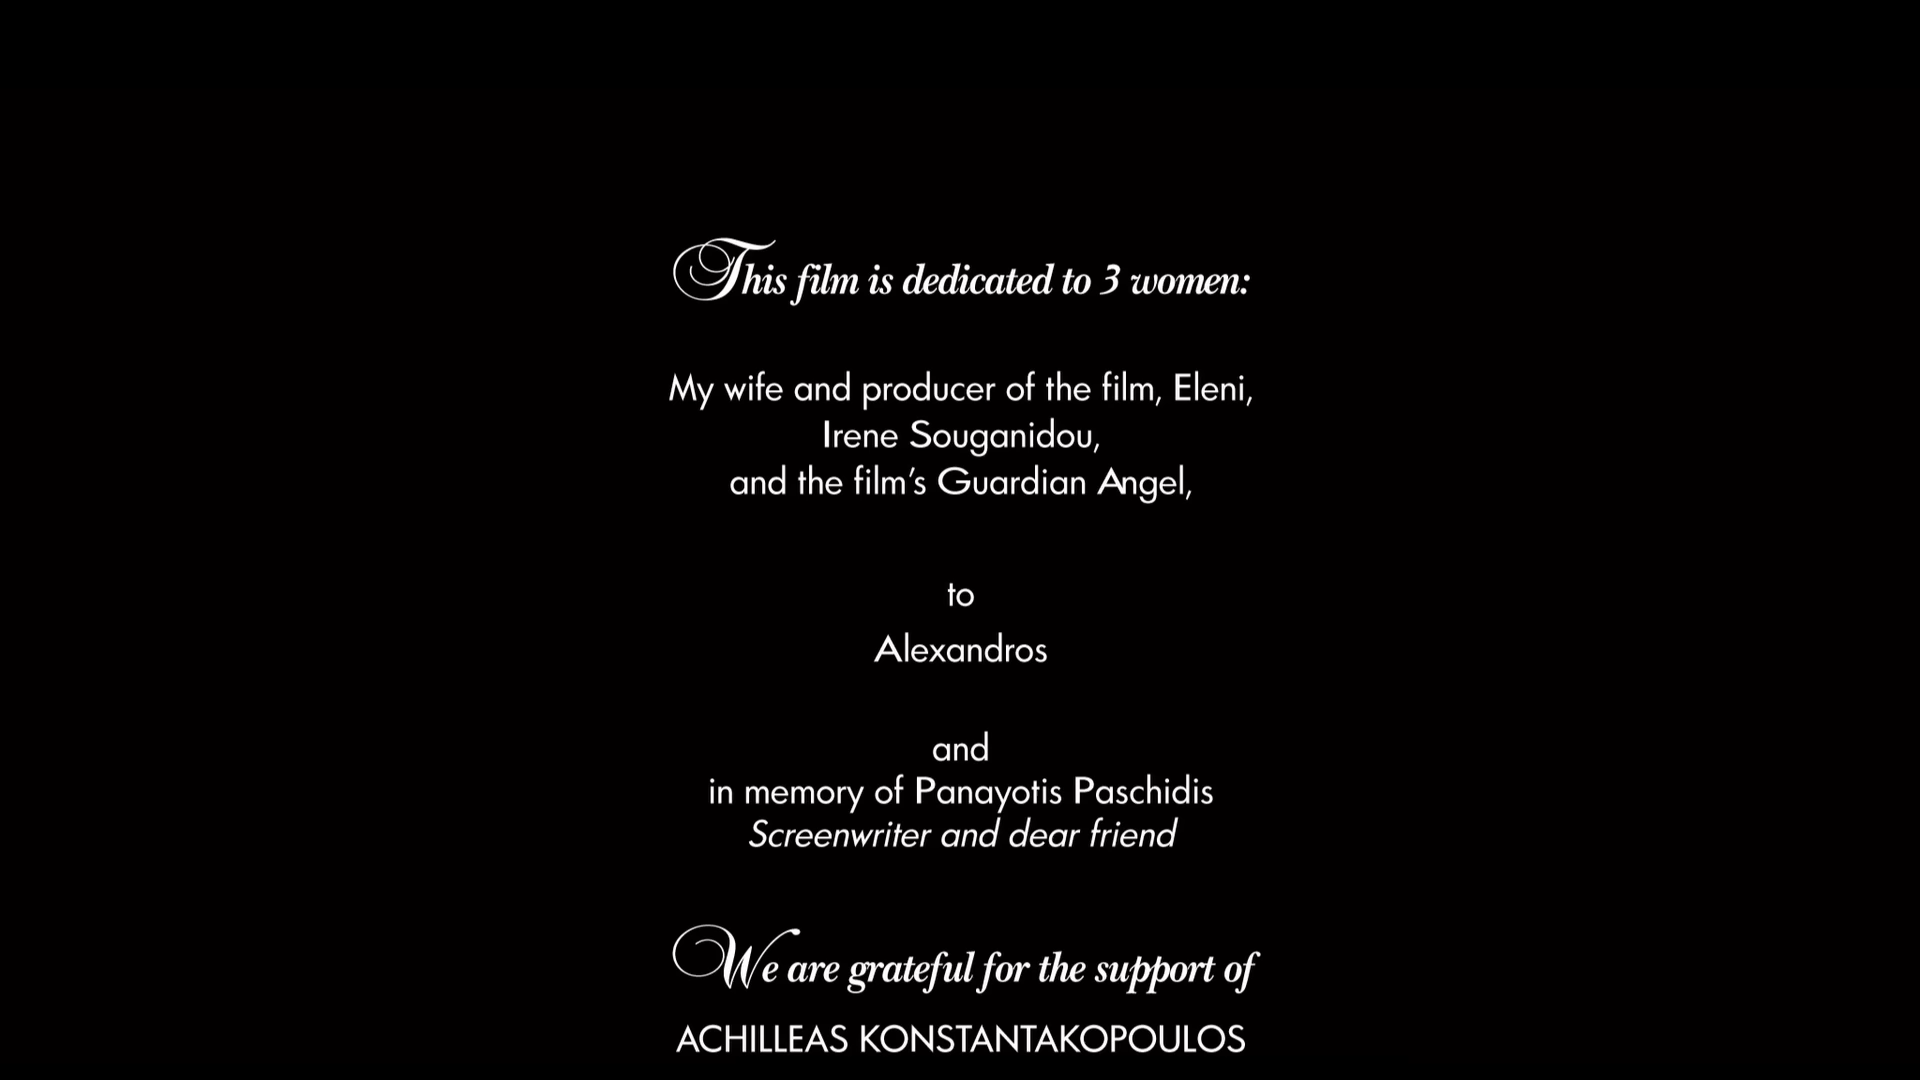 This film is dedicated to 3 women:
My wife and producer of the film, Eleni,
Irene Souganidou,
and the film’s Guardian Angel,
to
Alexandros
and
in memory of Panayotis Paschidis
Screenwriter and dear friend
We are grateful for the support of
ACHILLEAS KONSTANTAKOPOULOS